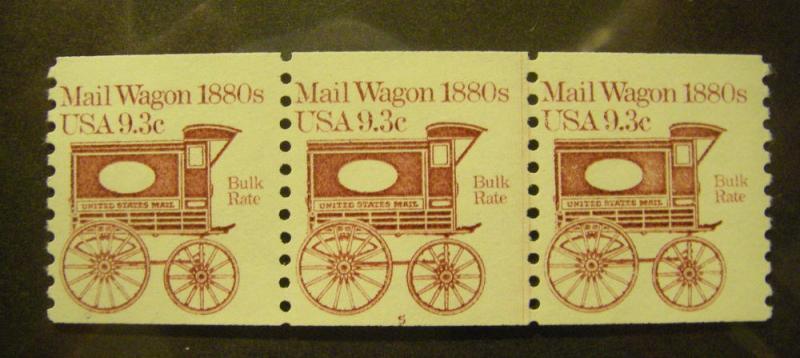 Mail Wagon 1880s
USA 9.3c
Bulk
Rate
UNITED STATES MAIL
Mail Wagon 1880s
USA 9.3c
Bulk
Rate
UNITED STATES MAIL
5
Mail Wagon 1880s
USA 9.3c
Bulk
Rate
UNITED STATES MAIL